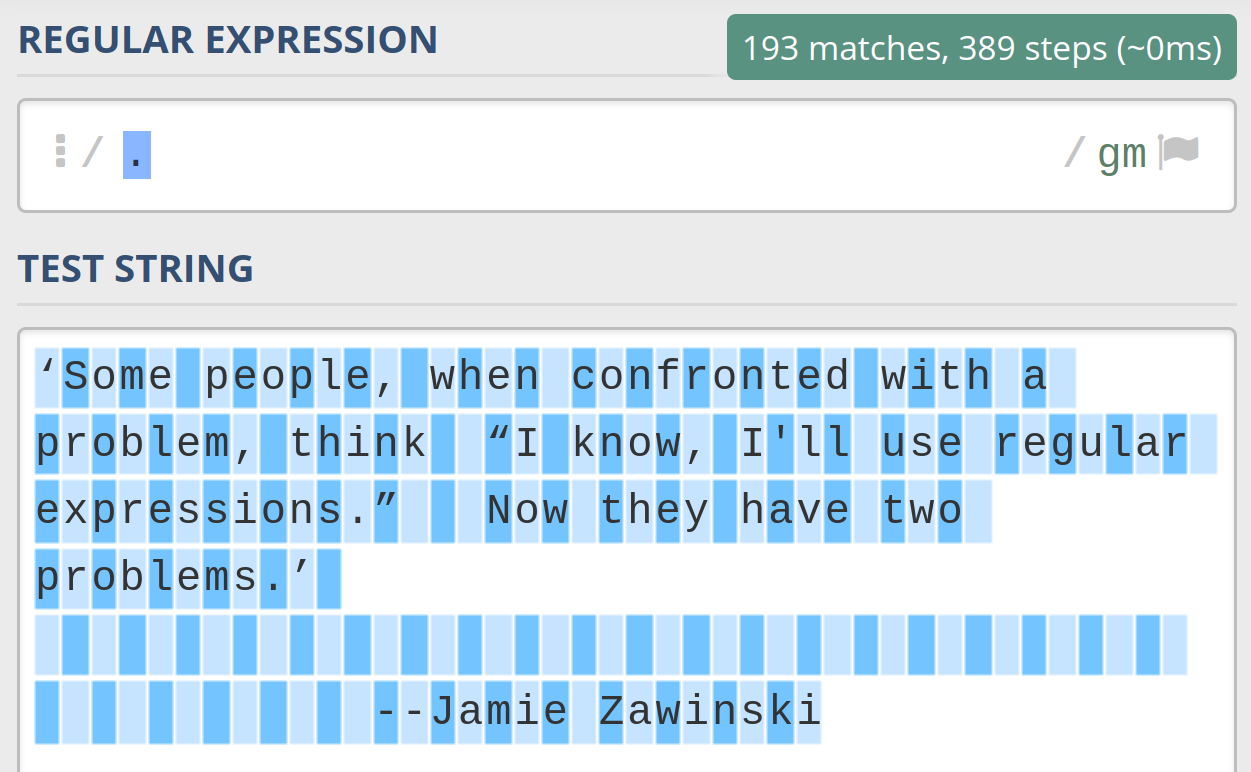 REGULAR EXPRESSION
193 matches, 389 steps (~0ms)
/ .
/ gm
TEST STRING
‘Some people, when confronted with a
problem, think  “I know, I'll use regular
expressions.”   Now they have two
problems.’
            --Jamie Zawinski